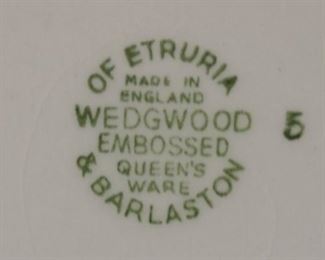 OF ETRURIA
MADE IN
ENGLAND
WEDGWOOD
EMBOSSED
QUEEN'S
WARE
& BARLASTON
5